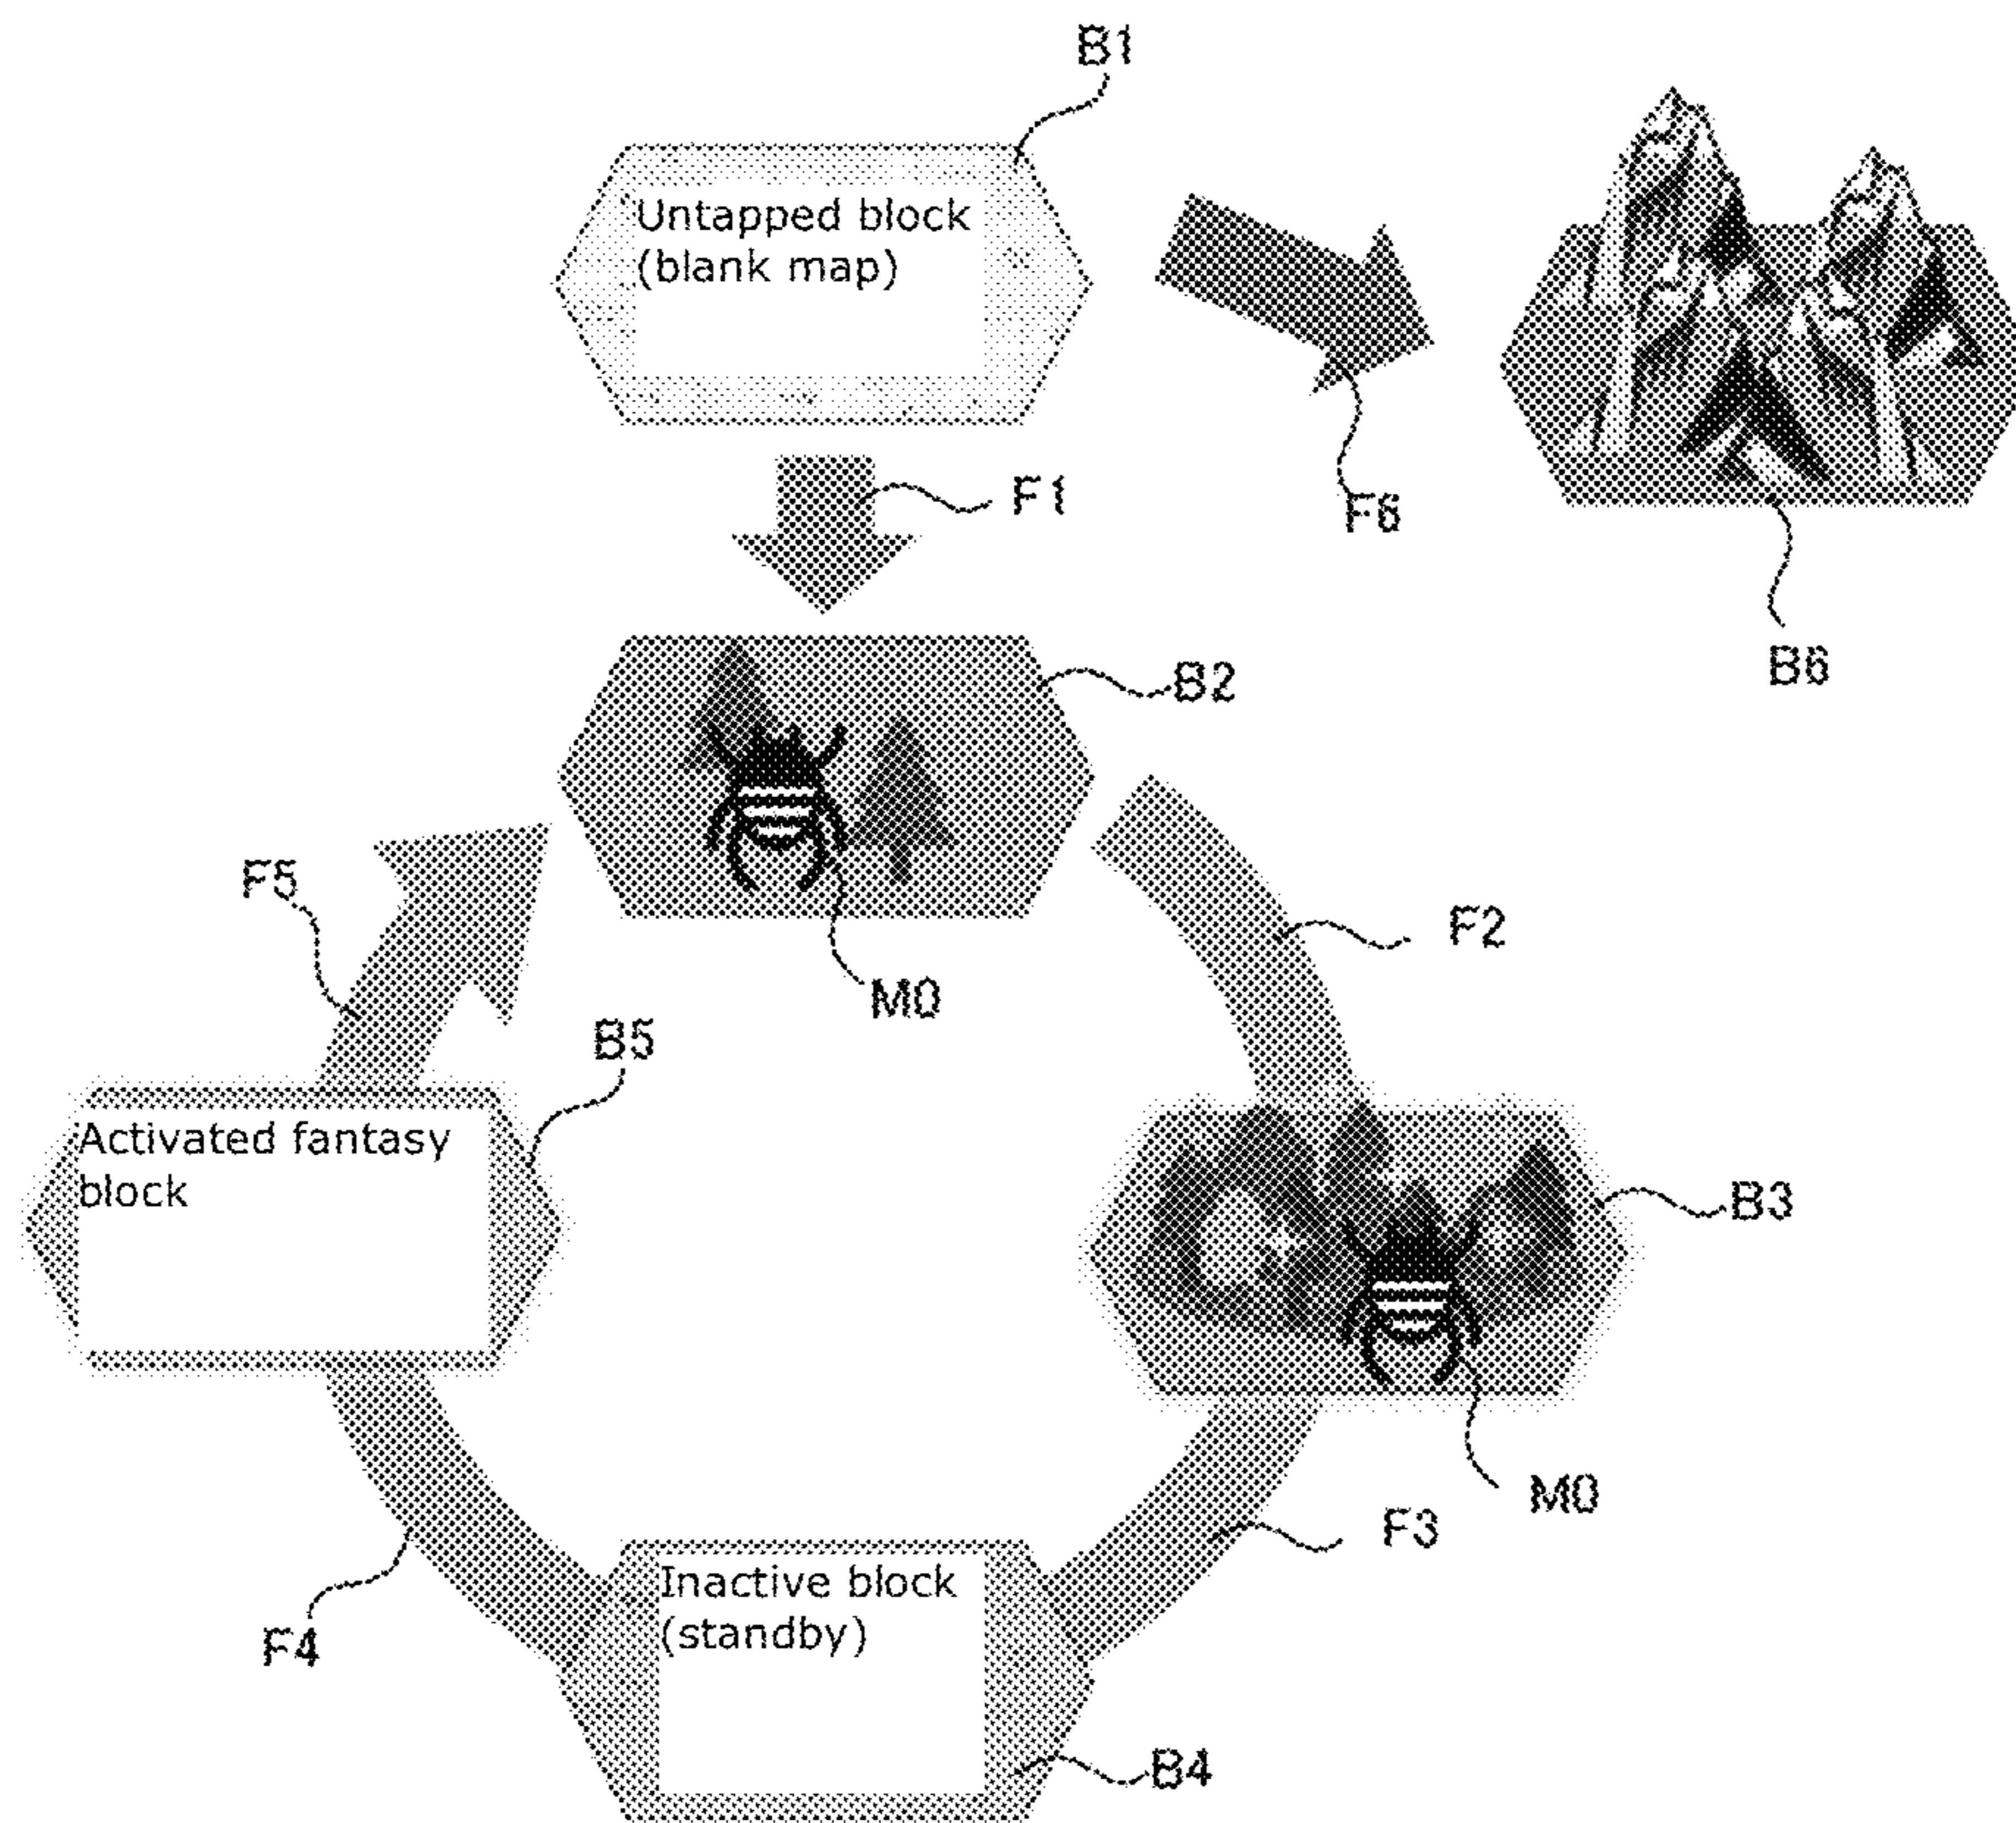 B1
Untapped block
(blank map)
F1
F6
B6
B2
M0
F2
F5
B5
Activated fantasy
block
B3
M0
F3
F4
Inactive block
(standby)
B4